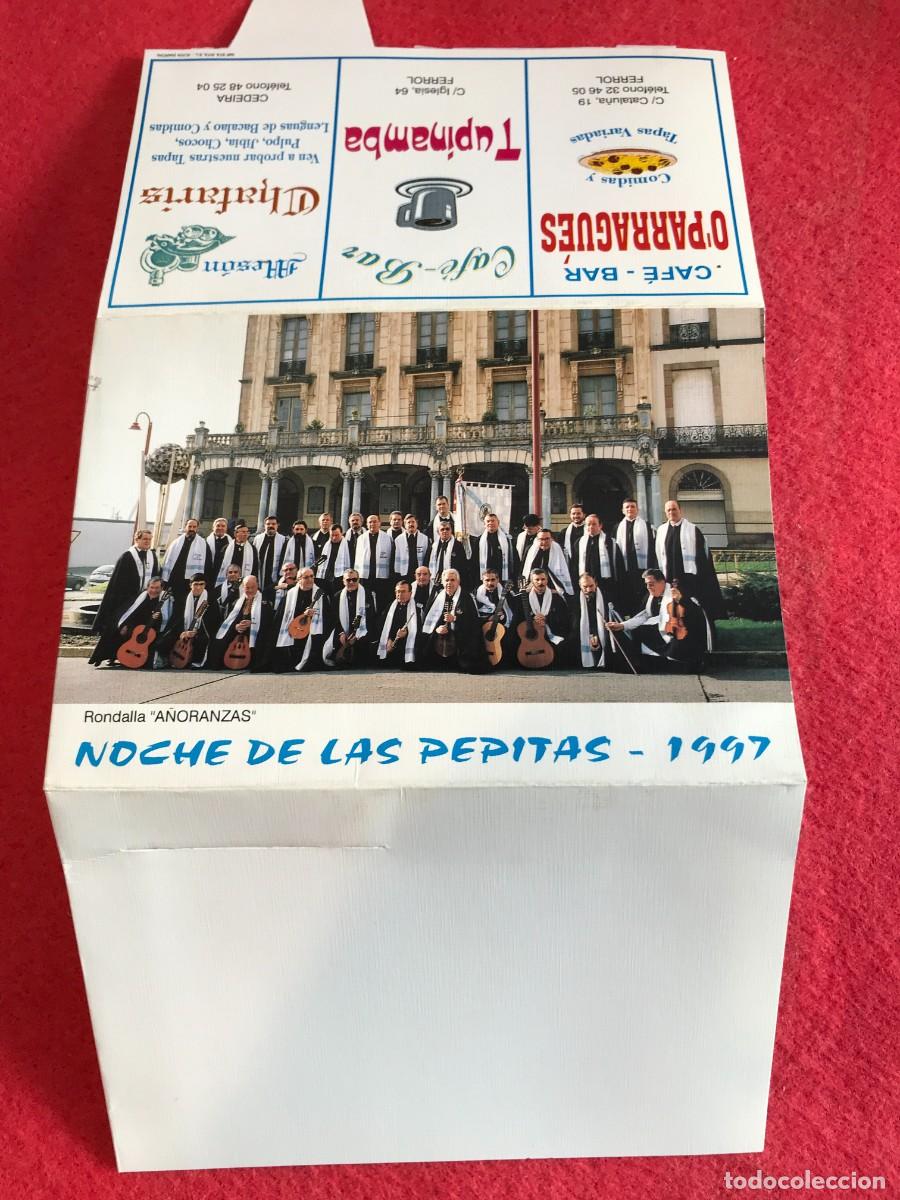 IMP.
. CAFÉ - BAR
O'PARRAGUÉS
Comidas y
Tapas Variadas
C/ Cataluña, 19
Teléfono 32 46 05
FERROL
Café-Bar
Tupinamba
C/ Iglesia, 64
FERROL
Mesón
Chafaris
Ven a probar nuestras Tapas
Pulpo, Jibia, Chocos,
Lenguas de Bacalao y Comidas
Teléfono 48 25 04
CEDEIRA
Rondalla "AÑORANZAS"
NOCHE DE LAS PEPITAS - 1997
todocoleccion